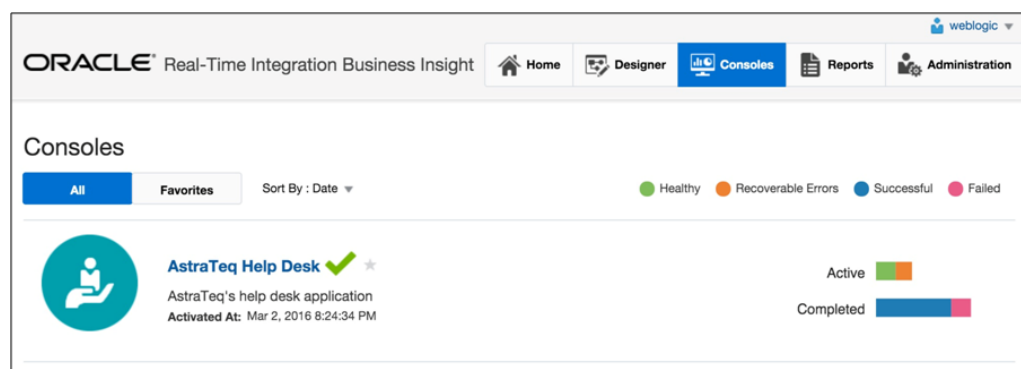 weblogic
ORACLE® Real-Time Integration Business Insight
Home
Designer
Consoles
Reports
Administration
Consoles
All
Favorites
Sort By : Date
Healthy
Recoverable Errors
Successful
Failed
AstraTeq Help Desk
AstraTeq's help desk application
Activated At: Mar 2, 2016 8:24:34 PM
Active
Completed